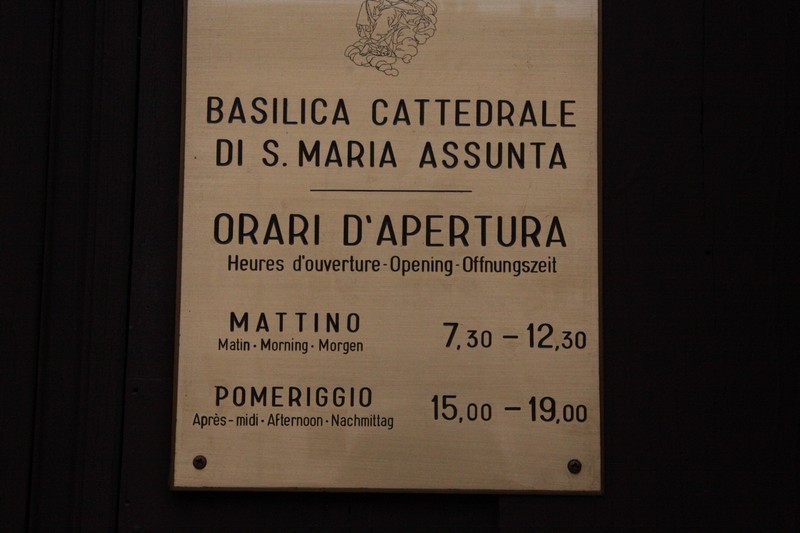 BASILICA CATTEDRALE
DI S. MARIA ASSUNTA
ORARI D'APERTURA
Heures d'ouverture - Opening - Offnungszeit
MATTINO 7,30 – 12,30
Matin • Morning • Morgen
POMERIGGIO 15,00 – 19,00
Après - midi • Afternoon • Nachmittag